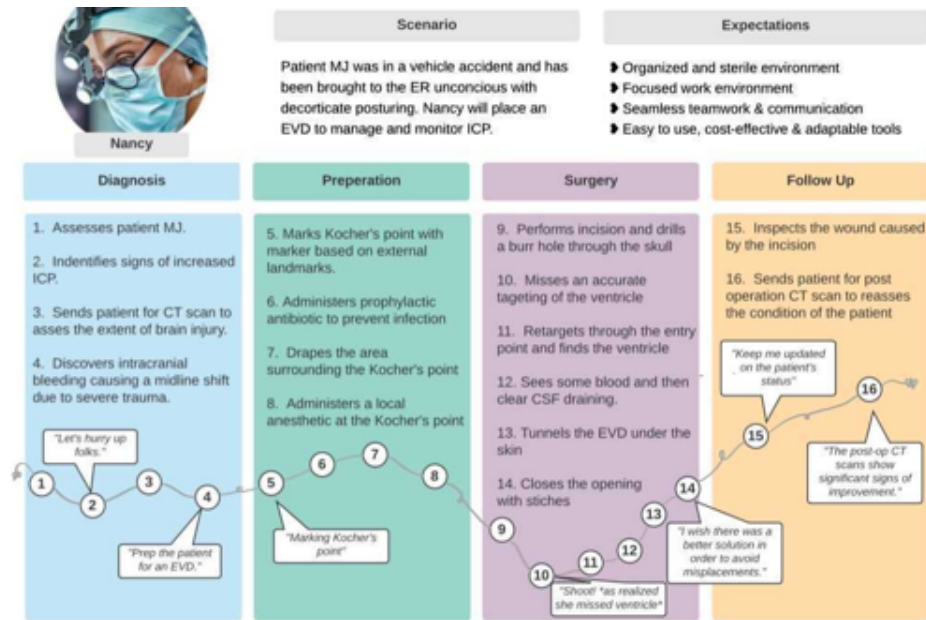 Scenario
Expectations
Patient MJ was in a vehicle accident and has
been brought to the ER unconcious with
decorticate posturing. Nancy will place an
EVD to manage and monitor ICP.
❥ Organized and sterile environment
❥ Focused work environment
❥ Seamless teamwork & communication
❥ Easy to use, cost-effective & adaptable tools
Nancy
Diagnosis
1. Assesses patient MJ.
2. Indentifies signs of increased
ICP.
3. Sends patient for CT scan to
asses the extent of brain injury.
4. Discovers intracranial
bleeding causing a midline shift
due to severe trauma.
"Let's hurry up
folks."
1
2
3
4
"Prep the patient
for an EVD."
Preperation
5. Marks Kocher's point with
marker based on external
landmarks.
6. Administers prophylactic
antibiotic to prevent infection
7. Drapes the area
surrounding the Kocher's point
8. Administers a local
anesthetic at the Kocher's point
5
6
7
8
"Marking Kocher's
point"
Surgery
9. Performs incision and drills
a burr hole through the skull
10. Misses an accurate
tageting of the ventricle
11. Retargets through the entry
point and finds the ventricle
12. Sees some blood and then
clear CSF draining.
13. Tunnels the EVD under the
skin
14. Closes the opening
with stiches
9
10
11
12
13
14
"Shoot! *as realized
she missed ventricle*
"I wish there was a
better solution in
order to avoid
misplacements."
Follow Up
15. Inspects the wound caused
by the incision
16. Sends patient for post
operation CT scan to reasses
the condition of the patient
"Keep me updated
on the patient's
status"
15
16
"The post-op CT
scans show
significant signs of
improvement."